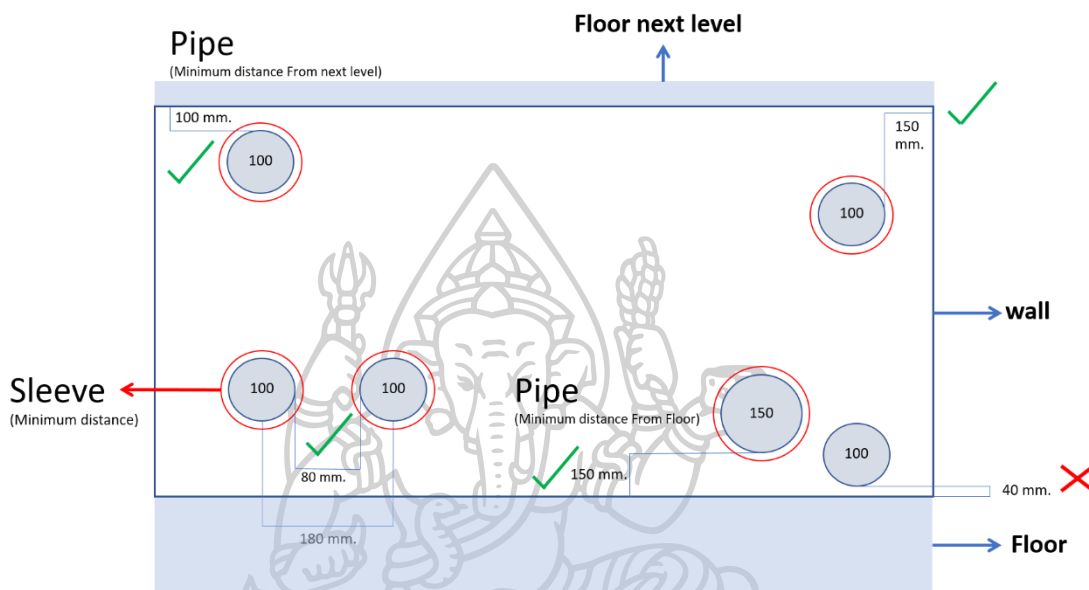 Floor next level
Pipe
(Minimum distance From next level)
100 mm.
100
150
mm.
100
wall
Sleeve
(Minimum distance)
100
100
80 mm.
180 mm.
Pipe
(Minimum distance From Floor)
150 mm.
150
100
40 mm.
Floor